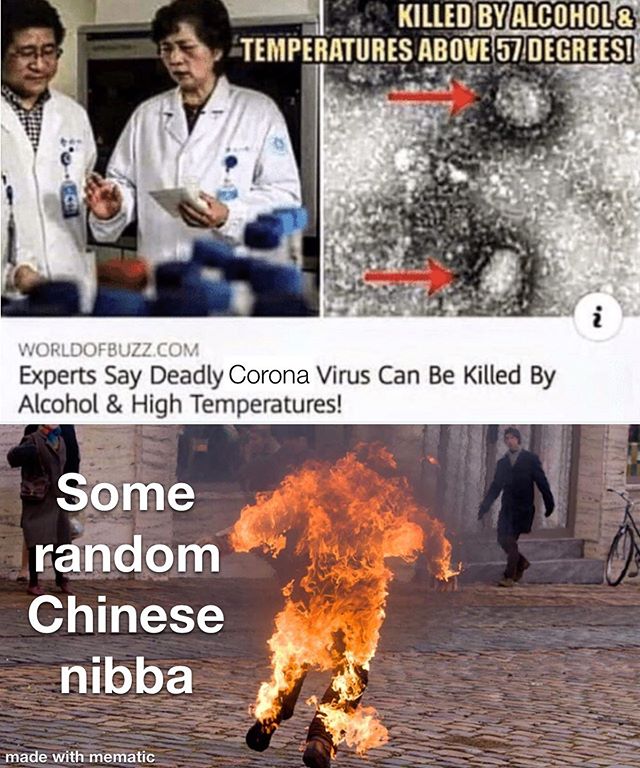 KILLED BY ALCOHOL &
TEMPERATURES ABOVE 57 DEGREES!
i
WORLDOFBUZZ.COM
Experts Say Deadly Corona Virus Can Be Killed By
Alcohol & High Temperatures!
Some
random
Chinese
nibba
made with mematic